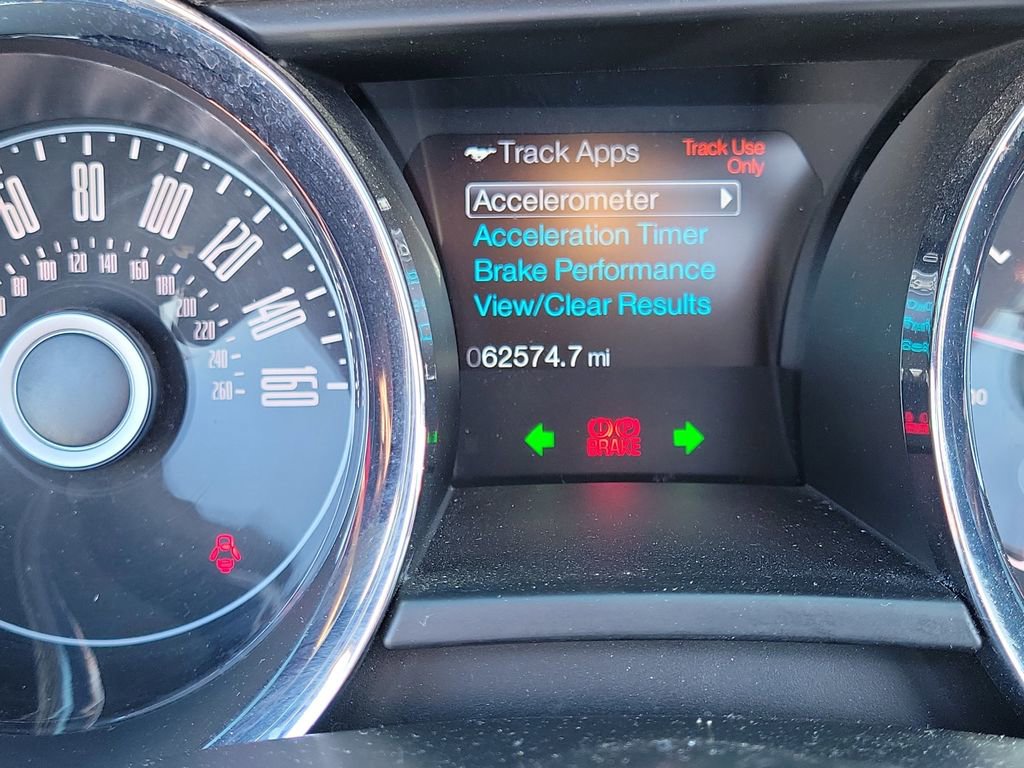 Track Apps
Track Use
Only
Accelerometer
Acceleration Timer
Brake Performance
View/Clear Results
062574.7 mi
BRAKE
60
80
100
120
140
160
80
100
120
140
160
180
200
220
240
260